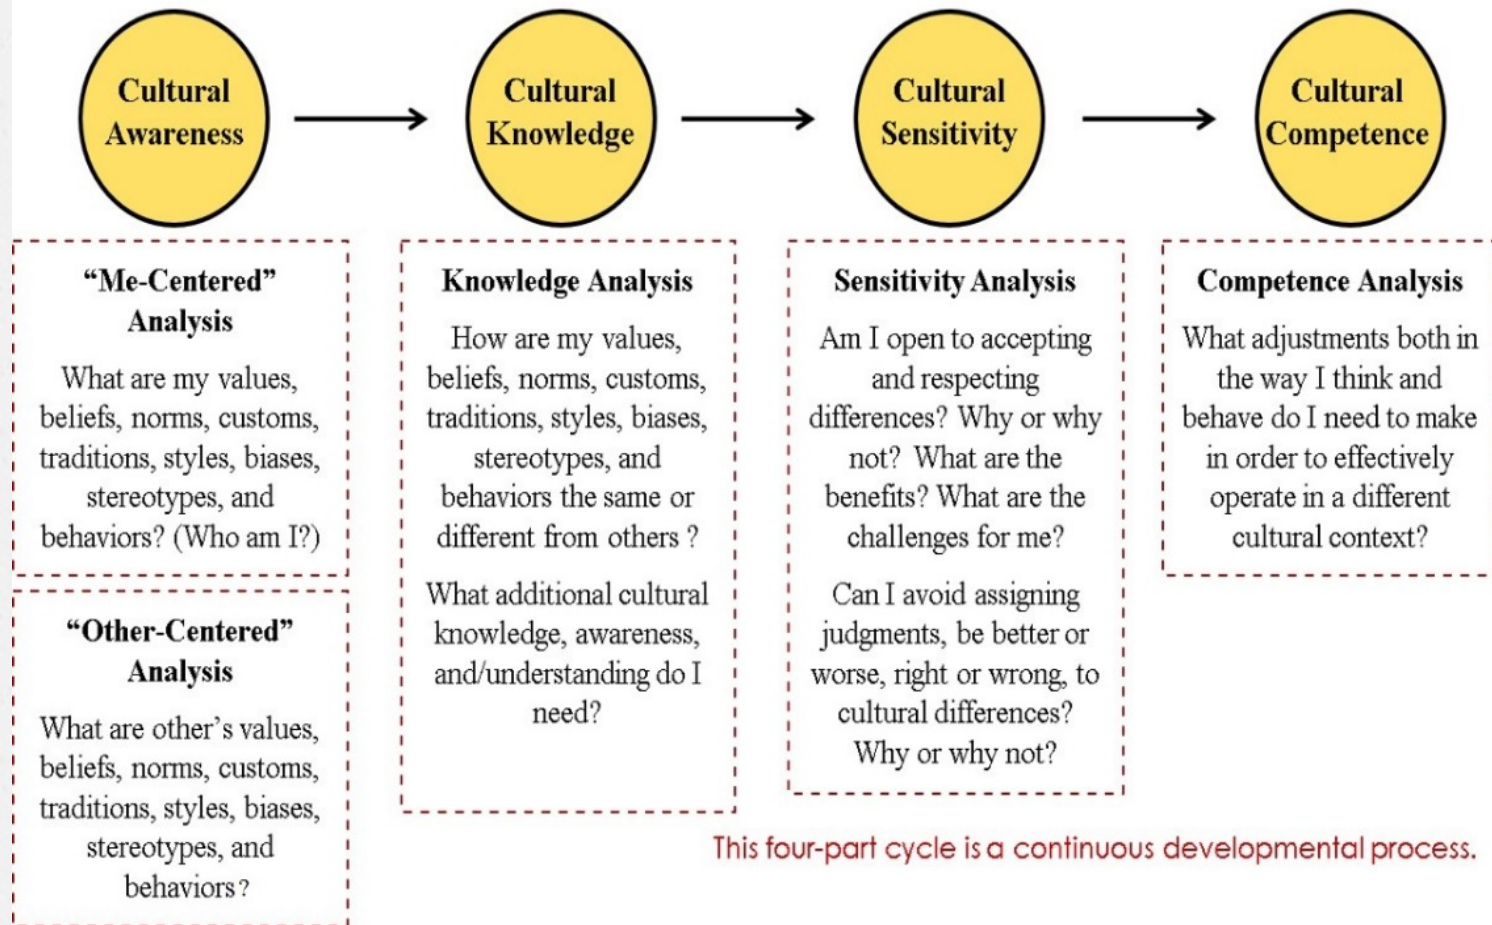 Cultural
Awareness
Cultural
Knowledge
Cultural
Sensitivity
Cultural
Competence
“Me-Centered”
Analysis
What are my values,
beliefs, norms, customs,
traditions, styles, biases,
stereotypes, and
behaviors? (Who am I?)
“Other-Centered”
Analysis
What are other’s values,
beliefs, norms, customs,
traditions, styles, biases,
stereotypes, and
behaviors?
Knowledge Analysis
How are my values,
beliefs, norms, customs,
traditions, styles, biases,
stereotypes, and
behaviors the same or
different from others ?
What additional cultural
knowledge, awareness,
and/understanding do I
need?
Sensitivity Analysis
Am I open to accepting
and respecting
differences? Why or why
not? What are the
benefits? What are the
challenges for me?
Can I avoid assigning
judgments, be better or
worse, right or wrong, to
cultural differences?
Why or why not?
Competence Analysis
What adjustments both in
the way I think and
behave do I need to make
in order to effectively
operate in a different
cultural context?
This four-part cycle is a continuous developmental process.